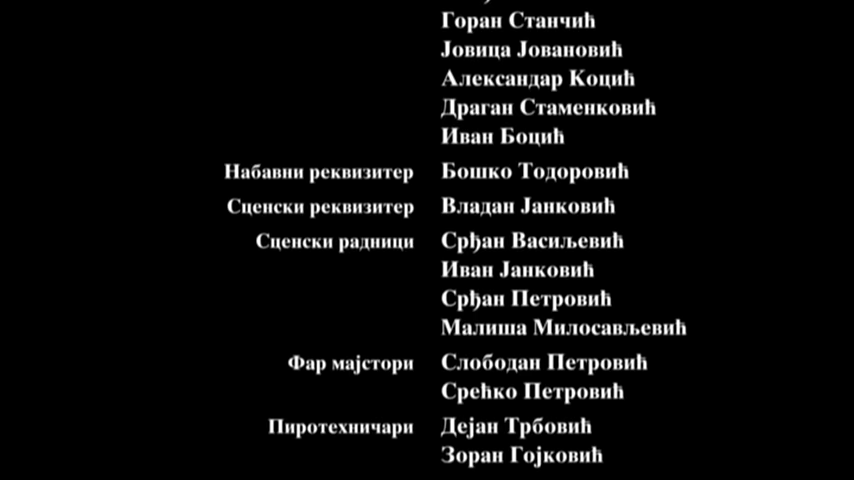 Горан Станчић
Јовица Јовановић
Александар Коцић
Драган Стаменковић
Иван Боцић
Набавни реквизитер Бошко Тодоровић
Сценски реквизитер Владан Јанковић
Сценски радници Срђан Васиљевић
Иван Јанковић
Срђан Петровић
Малиша Милосављевић
Фар мајстори Слободан Петровић
Срећко Петровић
Пиротехничари Дејан Трбовић
Зоран Гојковић